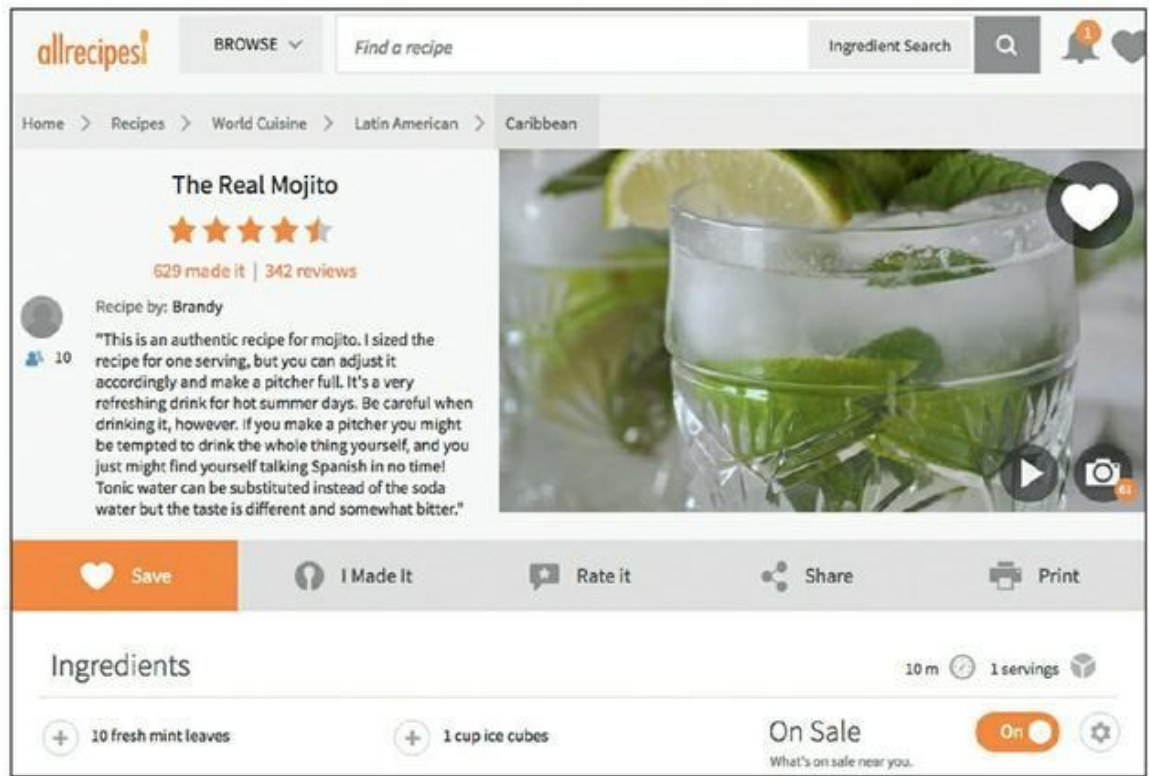 allrecipes!
BROWSE
Find a recipe
Ingredient Search
1
Home > Recipes > World Cuisine > Latin American > Caribbean
The Real Mojito
629 made it | 342 reviews
Recipe by: Brandy
10
"This is an authentic recipe for mojito. I sized the
recipe for one serving, but you can adjust it
accordingly and make a pitcher full. It's a very
refreshing drink for hot summer days. Be careful when
drinking it, however. If you make a pitcher you might
be tempted to drink the whole thing yourself, and you
just might find yourself talking Spanish in no time!
Tonic water can be substituted instead of the soda
water but the taste is different and somewhat bitter."
Save
I Made It
Rate it
Share
Print
Ingredients
10 m
1 servings
10 fresh mint leaves
1 cup ice cubes
On Sale
On
What's on sale near you.